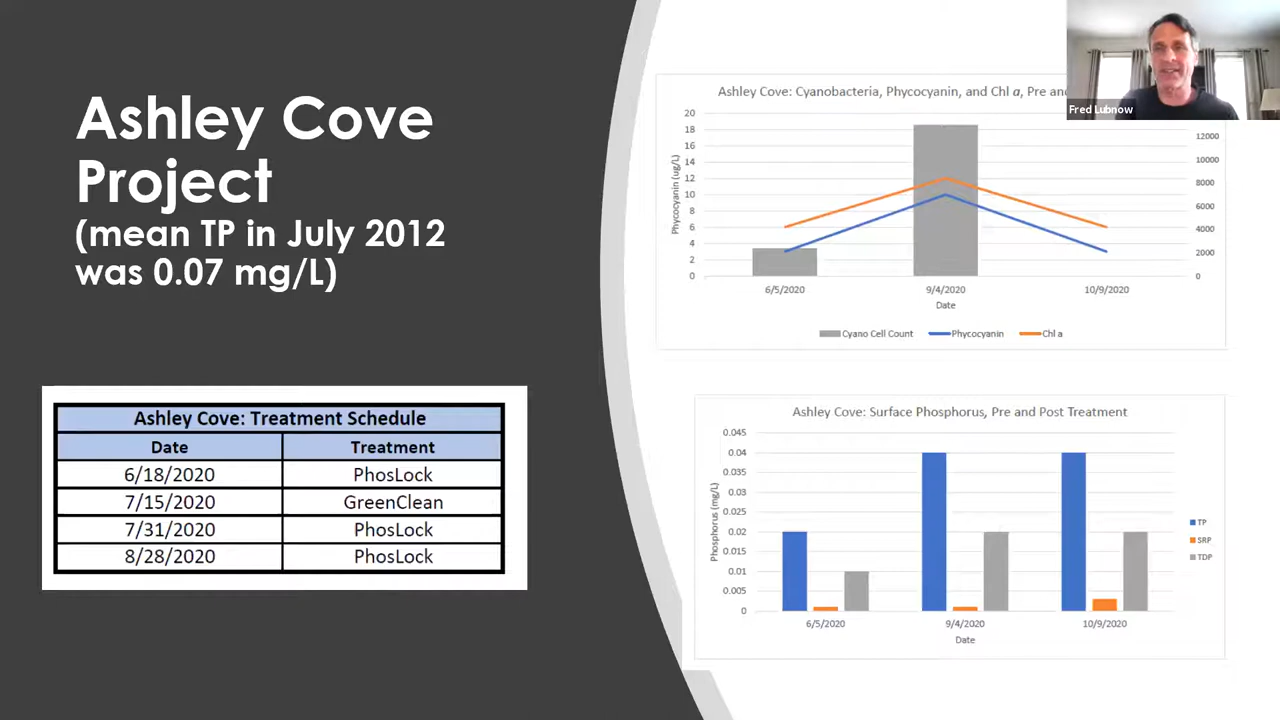 Ashley Cove
Project
(mean TP in July 2012
was 0.07 mg/L)
Ashley Cove: Treatment Schedule
Date Treatment
6/18/2020 PhosLock
7/15/2020 GreenClean
7/31/2020 PhosLock
8/28/2020 PhosLock
Fred Lubnow
Ashley Cove: Cyanobacteria, Phycocyanin, and Chl a, Pre and
Phycocyanin (ug/L)
20
18
16
14
12
10
8
6
4
2
0
12000
10000
8000
6000
4000
2000
0
6/5/2020 9/4/2020 10/9/2020
Date
Cyano Cell Count Phycocyanin Chl a
Ashley Cove: Surface Phosphorus, Pre and Post Treatment
Phosphorus (mg/L)
0.045
0.04
0.035
0.03
0.025
0.02
0.015
0.01
0.005
0
6/5/2020 9/4/2020 10/9/2020
Date
TP
SRP
TDP